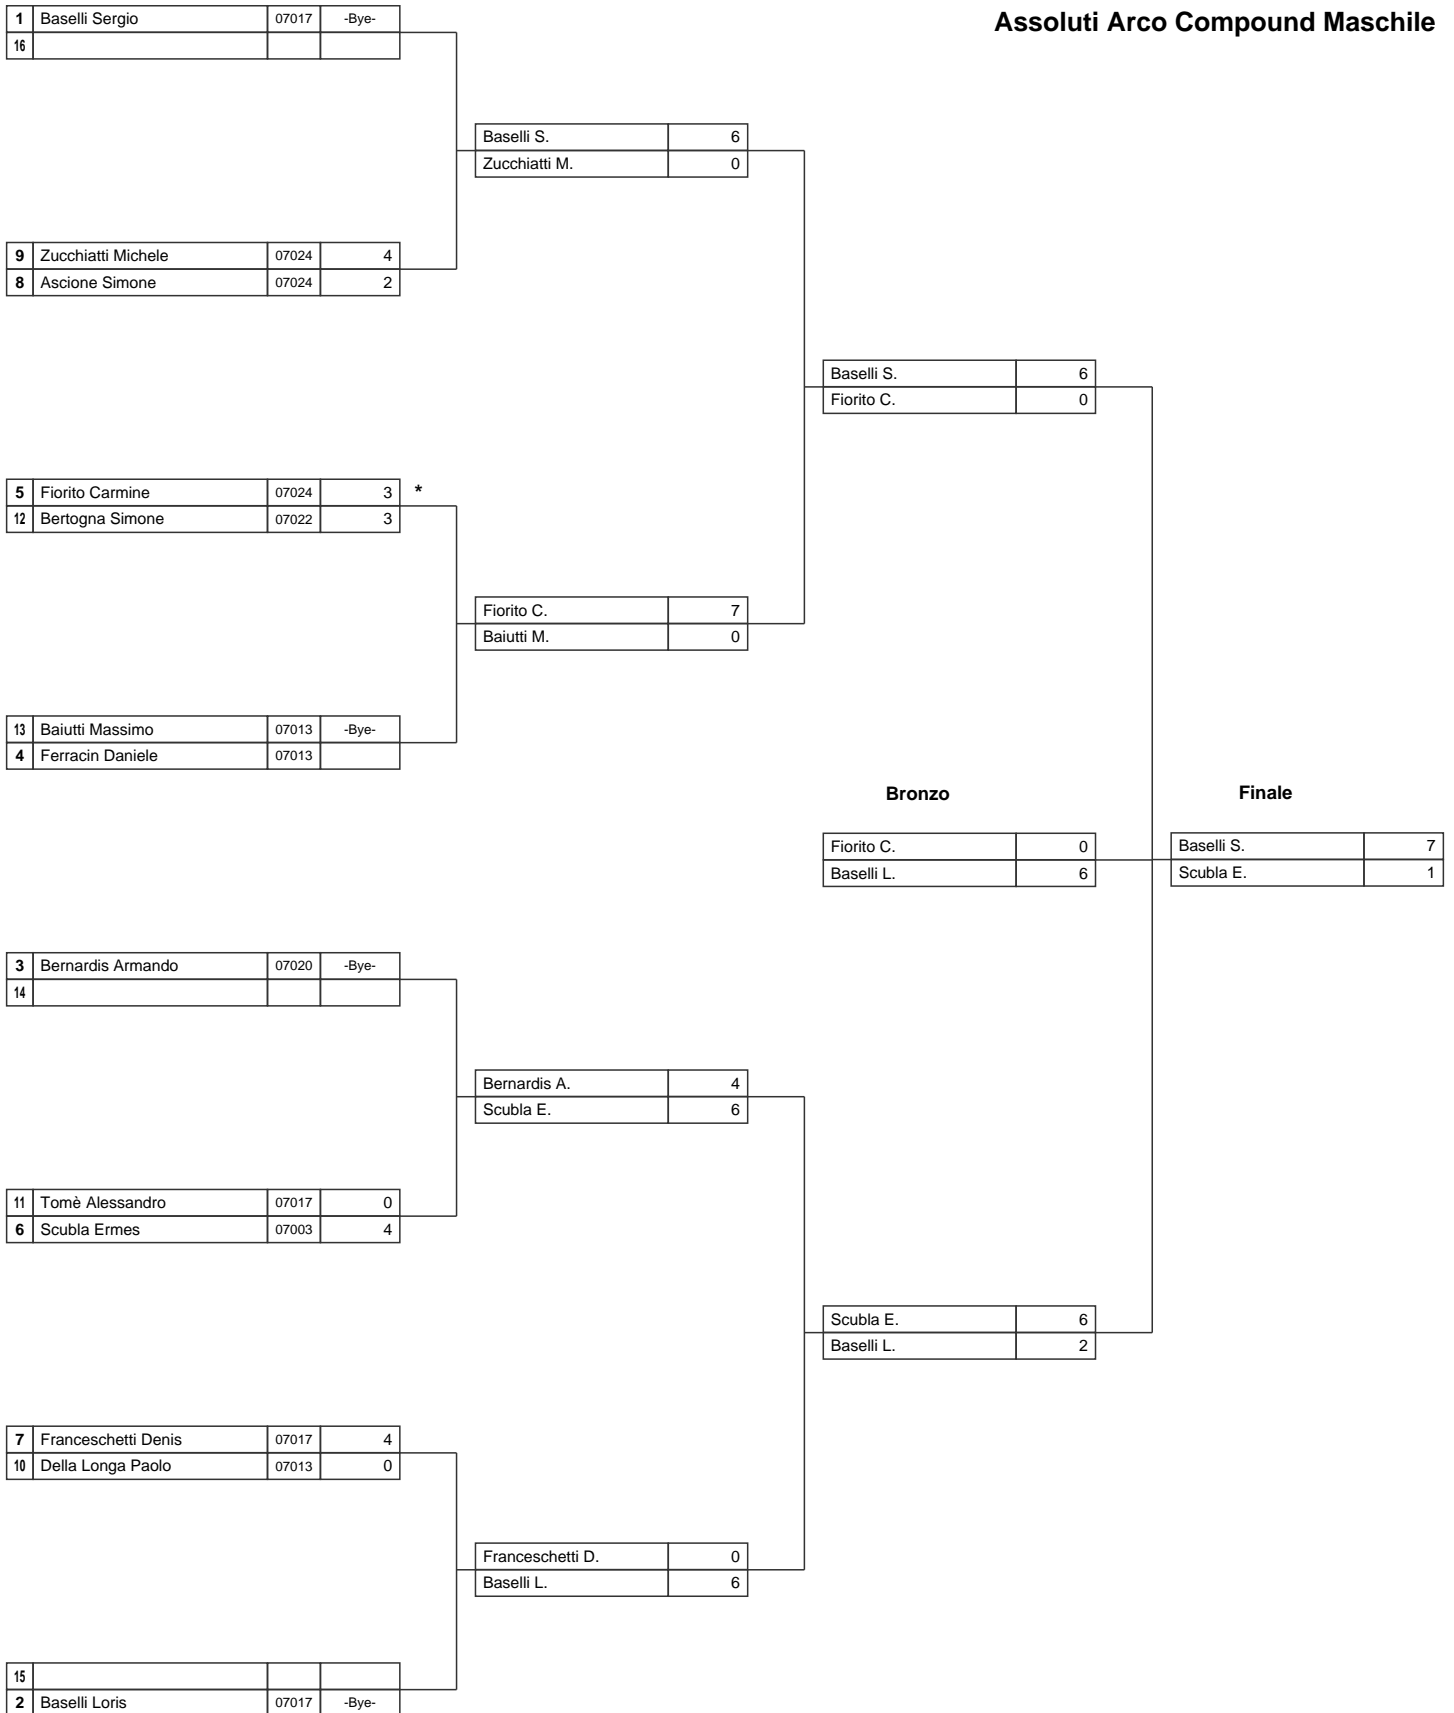 Assoluti Arco Compound Maschile
1 Baselli Sergio 07017 -Bye-
16
Baselli S. 6
Zucchiatti M. 0
9 Zucchiatti Michele 07024 4
8 Ascione Simone 07024 2
Baselli S. 6
Fiorito C. 0
5 Fiorito Carmine 07024 3 *
12 Bertogna Simone 07022 3
Fiorito C. 7
Baiutti M. 0
13 Baiutti Massimo 07013 -Bye-
4 Ferracin Daniele 07013
Bronzo Finale
Fiorito C. 0 Baselli S. 7
Baselli L. 6 Scubla E. 1
3 Bernardis Armando 07020 -Bye-
14
Bernardis A. 4
Scubla E. 6
11 Tomè Alessandro 07017 0
6 Scubla Ermes 07003 4
Scubla E. 6
Baselli L. 2
7 Franceschetti Denis 07017 4
10 Della Longa Paolo 07013 0
Franceschetti D. 0
Baselli L. 6
15
2 Baselli Loris 07017 -Bye-